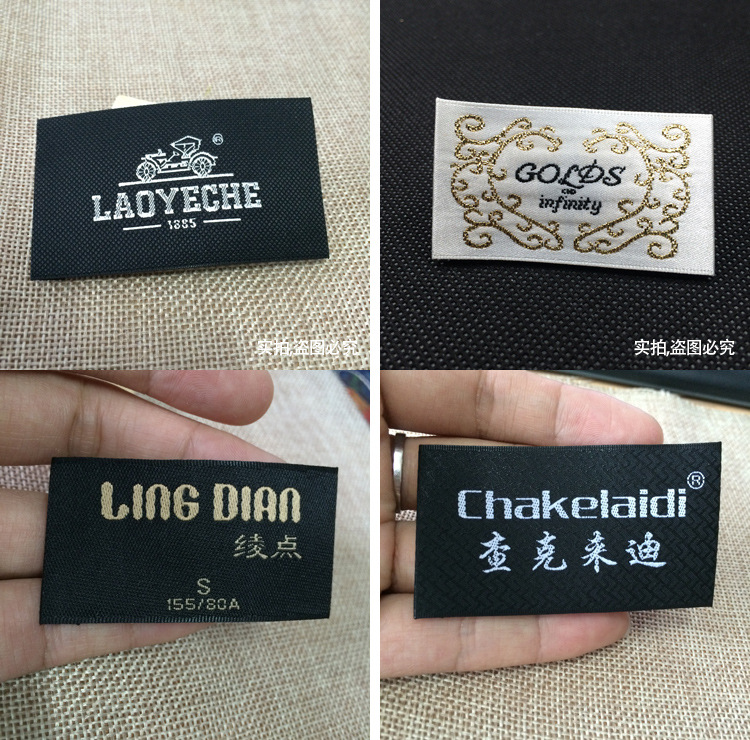 ®
LAOYECHE
1885
实拍,盗图必究
GOLDS
infinity
实拍,盗图必究
LING DIAN
绫点
S
155/80A
Chakelaidi®
查克来迪